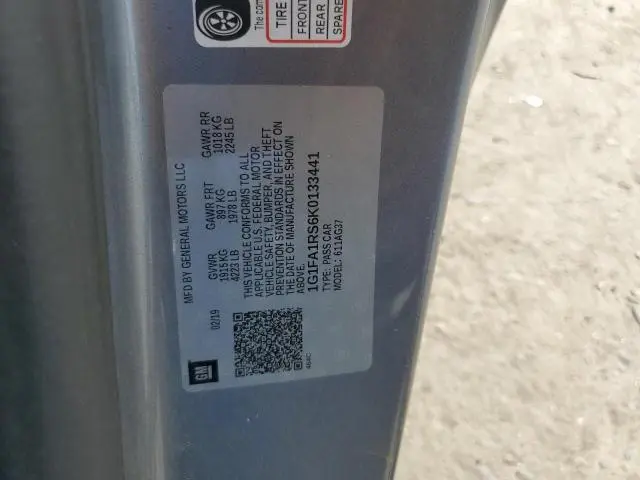 The com
TIRE
FRONT
REAR
SPARE
MFD BY GENERAL MOTORS LLC
02/19
GVWR
1915 KG
4223 LB
GAWR FRT
897 KG
1978 LB
GAWR RR
1018 KG
2245 LB
THIS VEHICLE CONFORMS TO ALL
APPLICABLE U.S. FEDERAL MOTOR
VEHICLE SAFETY, BUMPER, AND THEFT
PREVENTION STANDARDS IN EFFECT ON
THE DATE OF MANUFACTURE SHOWN
ABOVE.
1G1FA1RS6K0133441
TYPE: PASS CAR
MODEL: 611AG37
GM